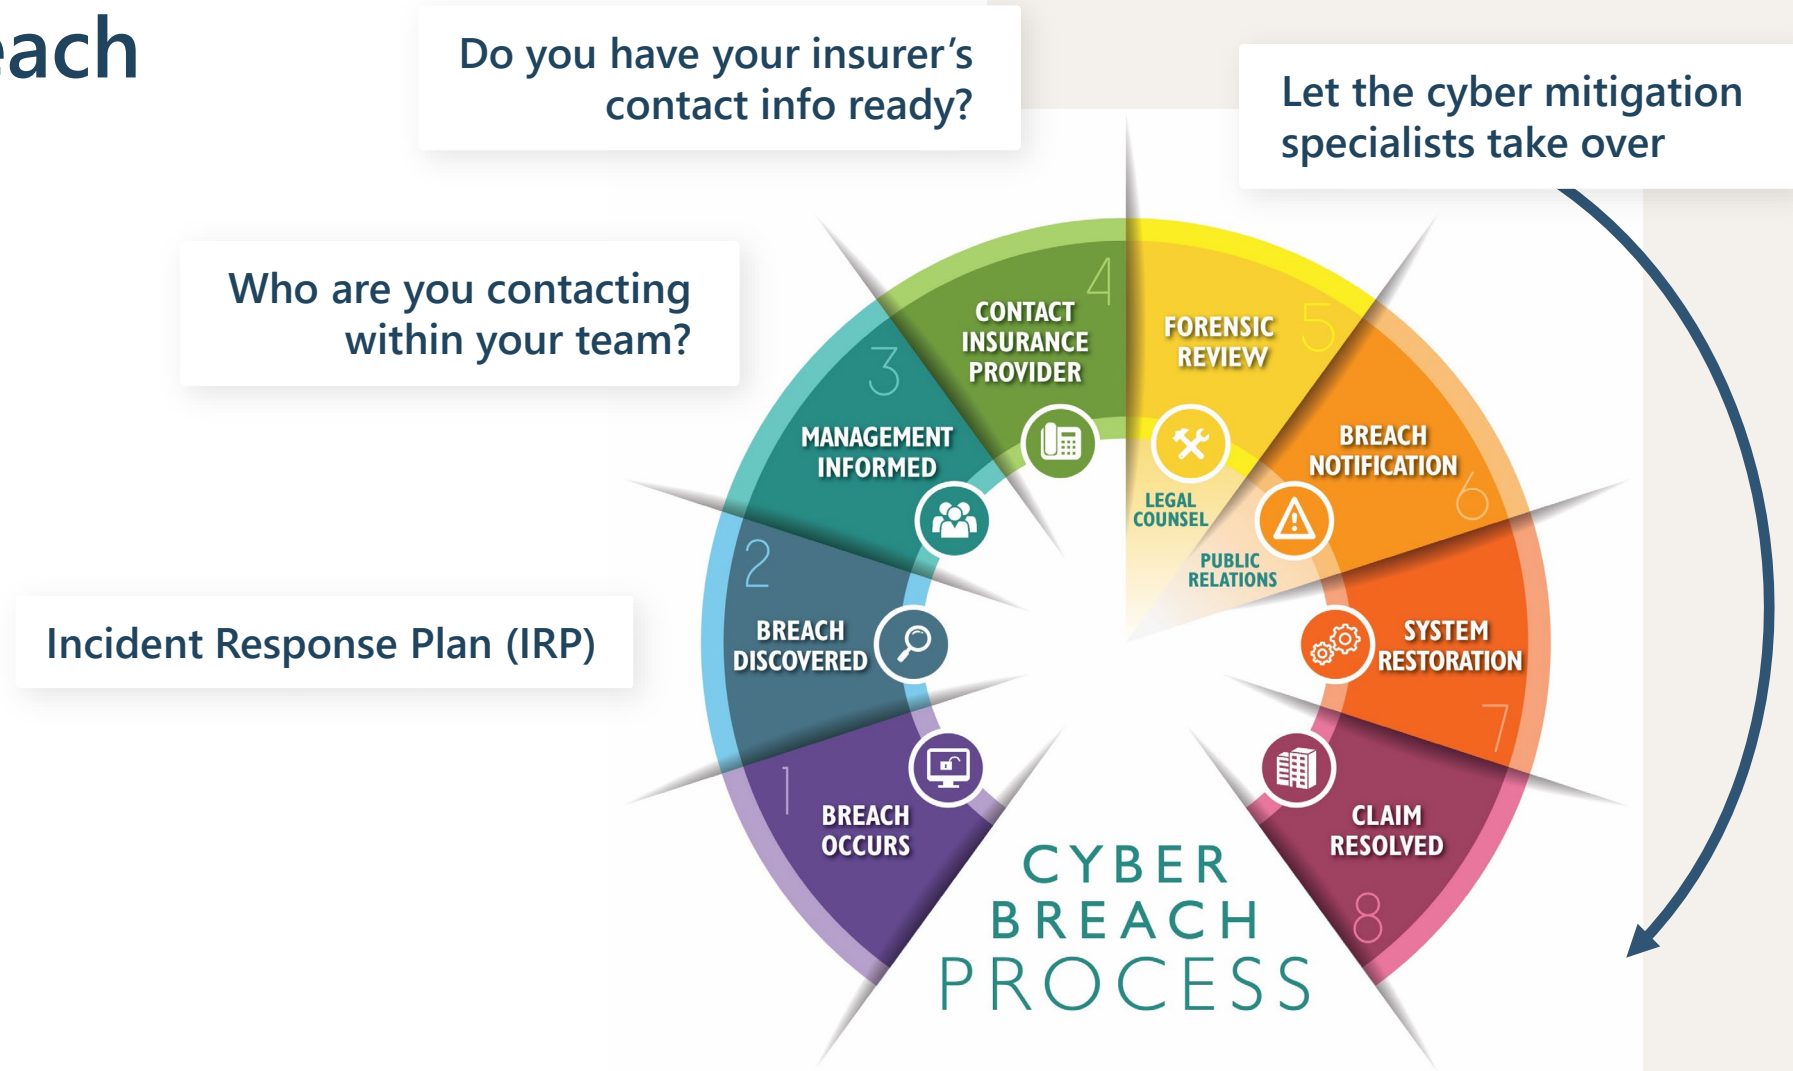 each
Do you have your insurer's
contact info ready?
Let the cyber mitigation
specialists take over
Who are you contacting
within your team?
Incident Response Plan (IRP)
1
BREACH
OCCURS
2
BREACH
DISCOVERED
3
MANAGEMENT
INFORMED
4
CONTACT
INSURANCE
PROVIDER
5
FORENSIC
REVIEW
LEGAL
COUNSEL
6
BREACH
NOTIFICATION
PUBLIC
RELATIONS
7
SYSTEM
RESTORATION
8
CLAIM
RESOLVED
CYBER
BREACH
PROCESS